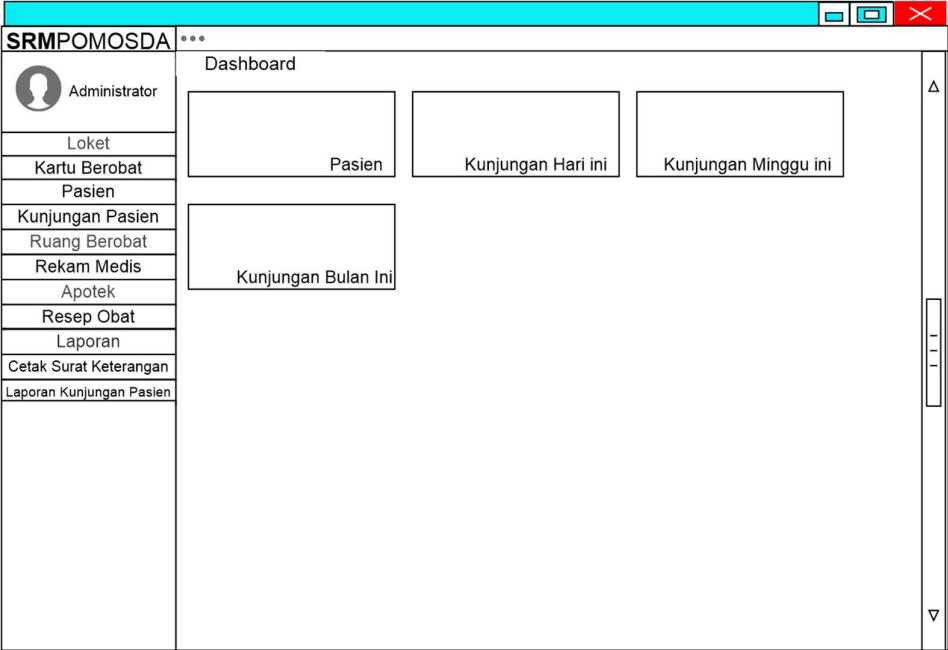 SRMPOMOSDA
Administrator
Loket
Kartu Berobat
Pasien
Kunjungan Pasien
Ruang Berobat
Rekam Medis
Apotek
Resep Obat
Laporan
Cetak Surat Keterangan
Laporan Kunjungan Pasien
Dashboard
Pasien
Kunjungan Hari ini
Kunjungan Minggu ini
Kunjungan Bulan Ini